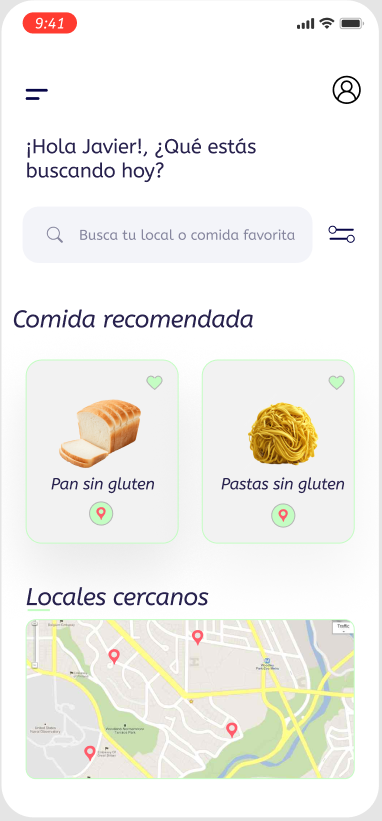 9:41
¡Hola Javier!, ¿Qué estás
buscando hoy?
Busca tu local o comida favorita
Comida recomendada
Pan sin gluten
Pastas sin gluten
Locales cercanos
Traffic